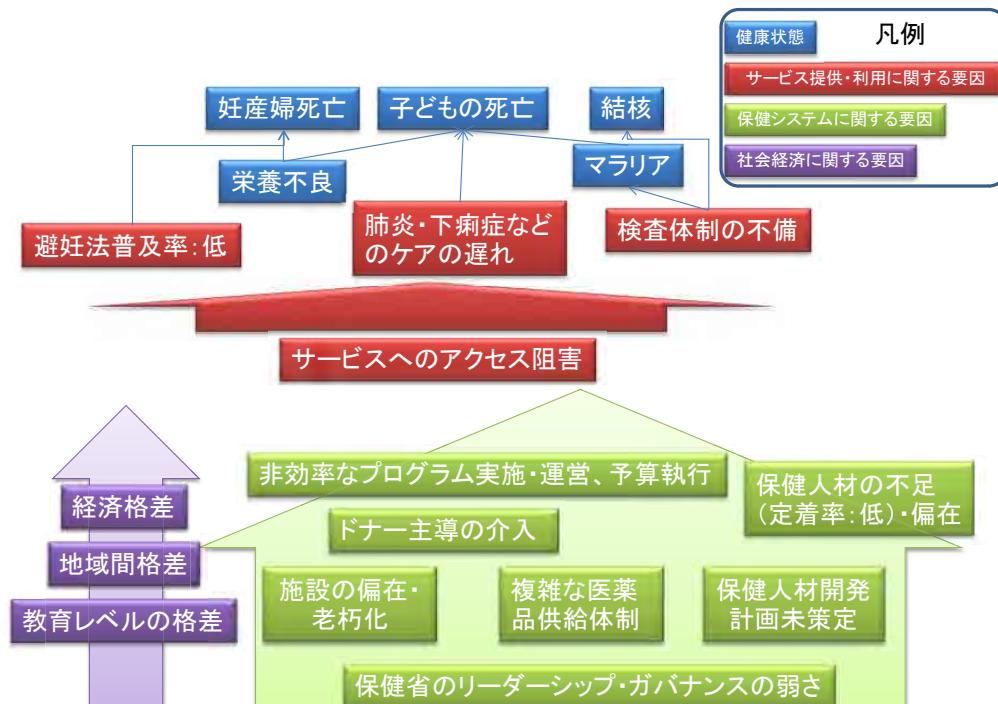 健康状態
凡例
サービス提供・利用に関する要因
保健システムに関する要因
社会経済に関する要因
妊産婦死亡
子どもの死亡
結核
栄養不良
マラリア
避妊法普及率:低
肺炎・下痢症など
のケアの遅れ
検査体制の不備
サービスへのアクセス阻害
経済格差
地域間格差
教育レベルの格差
非効率なプログラム実施・運営、予算執行
保健人材の不足
(定着率:低)・偏在
ドナー主導の介入
施設の偏在・
老朽化
複雑な医薬
品供給体制
保健人材開発
計画未策定
保健省のリーダーシップ・ガバナンスの弱さ